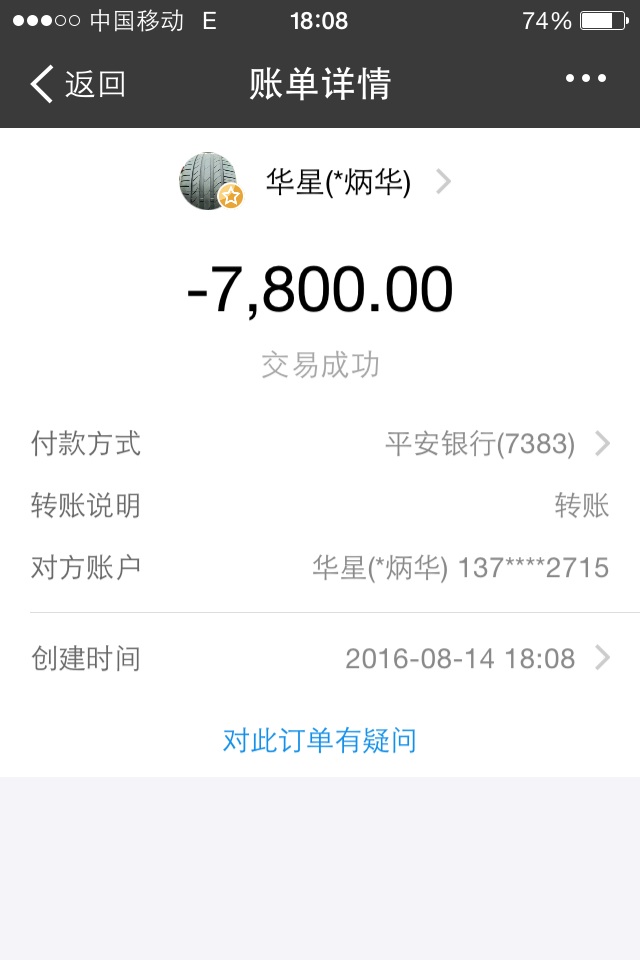 中国移动 E 18:08 74%
返回 账单详情
华星(*炳华)
-7,800.00
交易成功
付款方式 平安银行(7383)
转账说明 转账
对方账户 华星(*炳华) 137****2715
创建时间 2016-08-14 18:08
对此订单有疑问